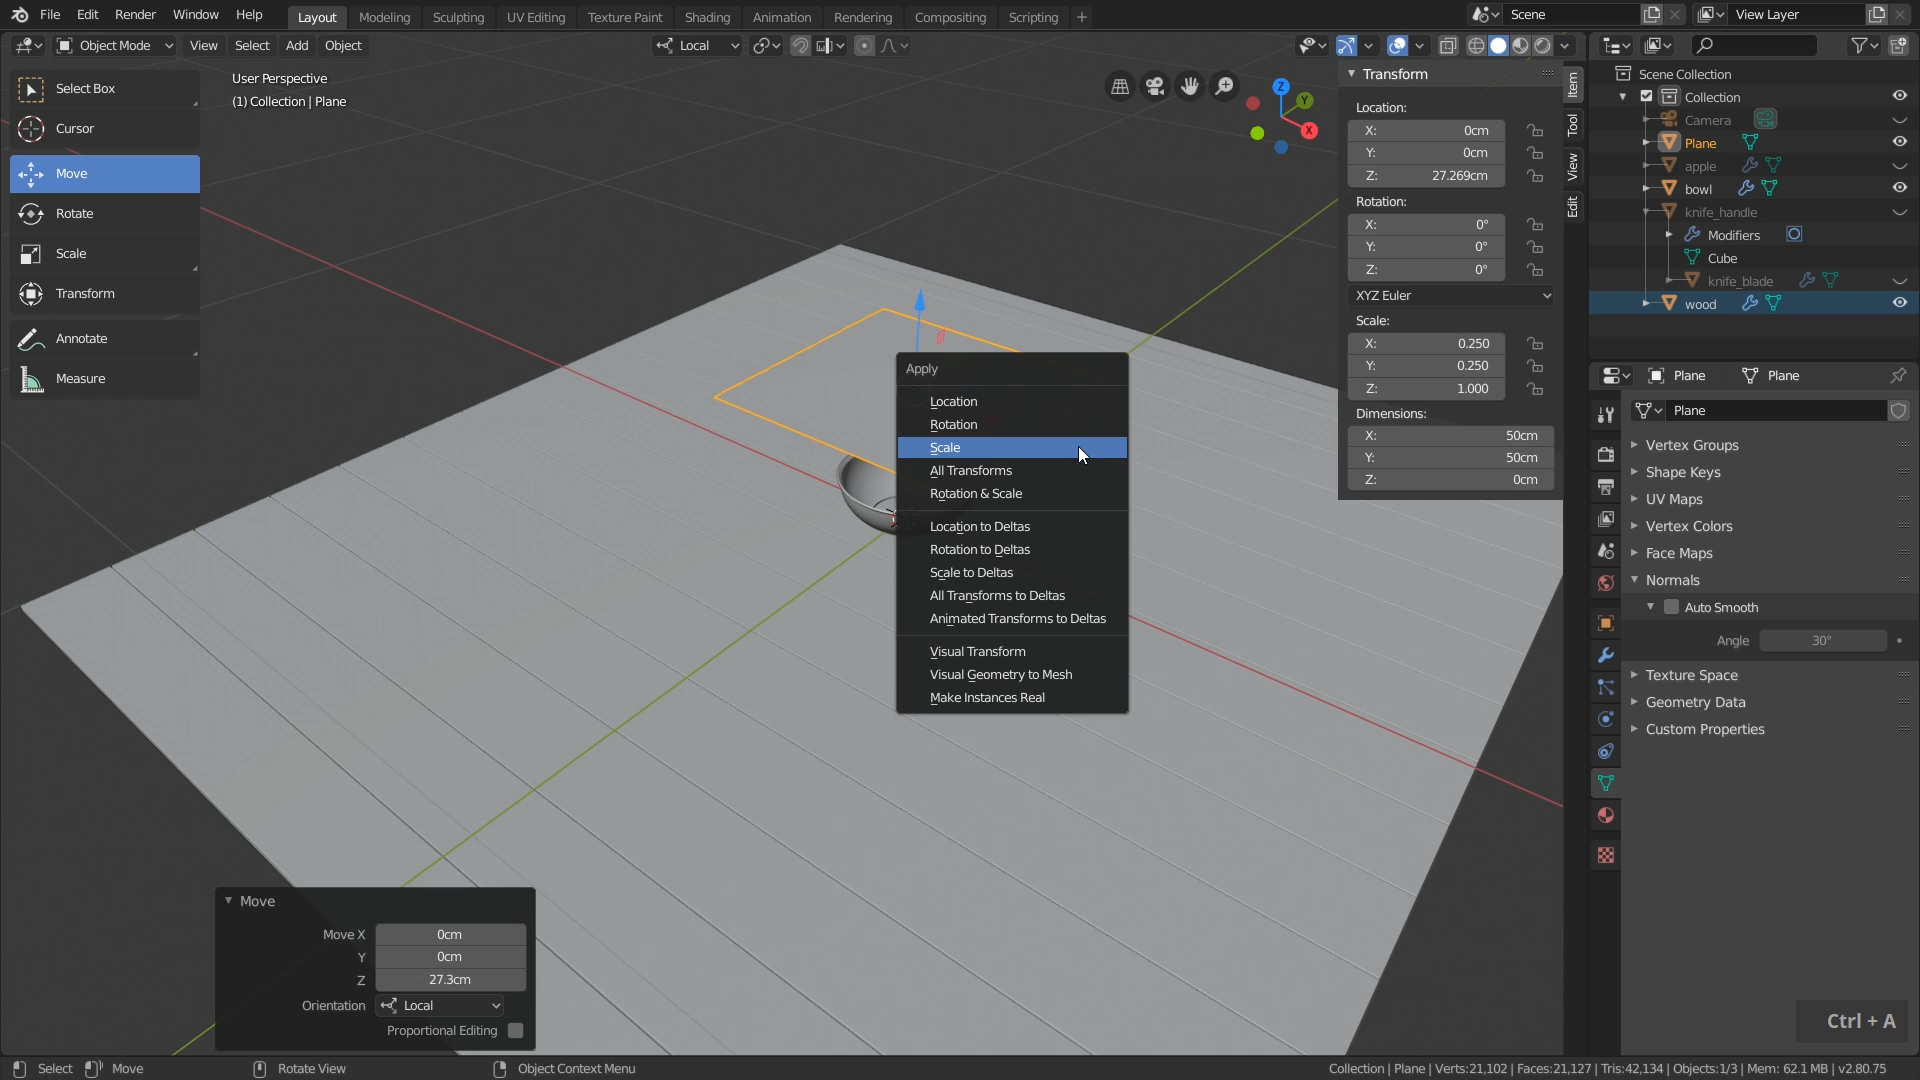 File Edit Render Window Help
Layout Modeling Sculpting UV Editing Texture Paint Shading Animation Rendering Compositing Scripting +
Scene
View Layer
Object Mode View Select Add Object
Local
User Perspective
(1) Collection | Plane
Select Box
Cursor
Move
Rotate
Scale
Transform
Annotate
Measure
Z
Y
X
Transform
Location:
X: 0cm
Y: 0cm
Z: 27.269cm
Rotation:
X: 0°
Y: 0°
Z: 0°
XYZ Euler
Scale:
X: 0.250
Y: 0.250
Z: 1.000
Dimensions:
X: 50cm
Y: 50cm
Z: 0cm
Item
Tool
View
Edit
Scene Collection
Collection
Camera
Plane
apple
bowl
knife_handle
Modifiers
Cube
knife_blade
wood
Plane Plane
Plane
Vertex Groups
Shape Keys
UV Maps
Vertex Colors
Face Maps
Normals
Auto Smooth
Angle 30°
Texture Space
Geometry Data
Custom Properties
Apply
Location
Rotation
Scale
All Transforms
Rotation & Scale
Location to Deltas
Rotation to Deltas
Scale to Deltas
All Transforms to Deltas
Animated Transforms to Deltas
Visual Transform
Visual Geometry to Mesh
Make Instances Real
Move
Move X 0cm
Y 0cm
Z 27.3cm
Orientation Local
Proportional Editing
Ctrl + A
Select Move Rotate View Object Context Menu
Collection | Plane | Verts:21,102 | Faces:21,127 | Tris:42,134 | Objects:1/3 | Mem: 62.1 MB | v2.80.75